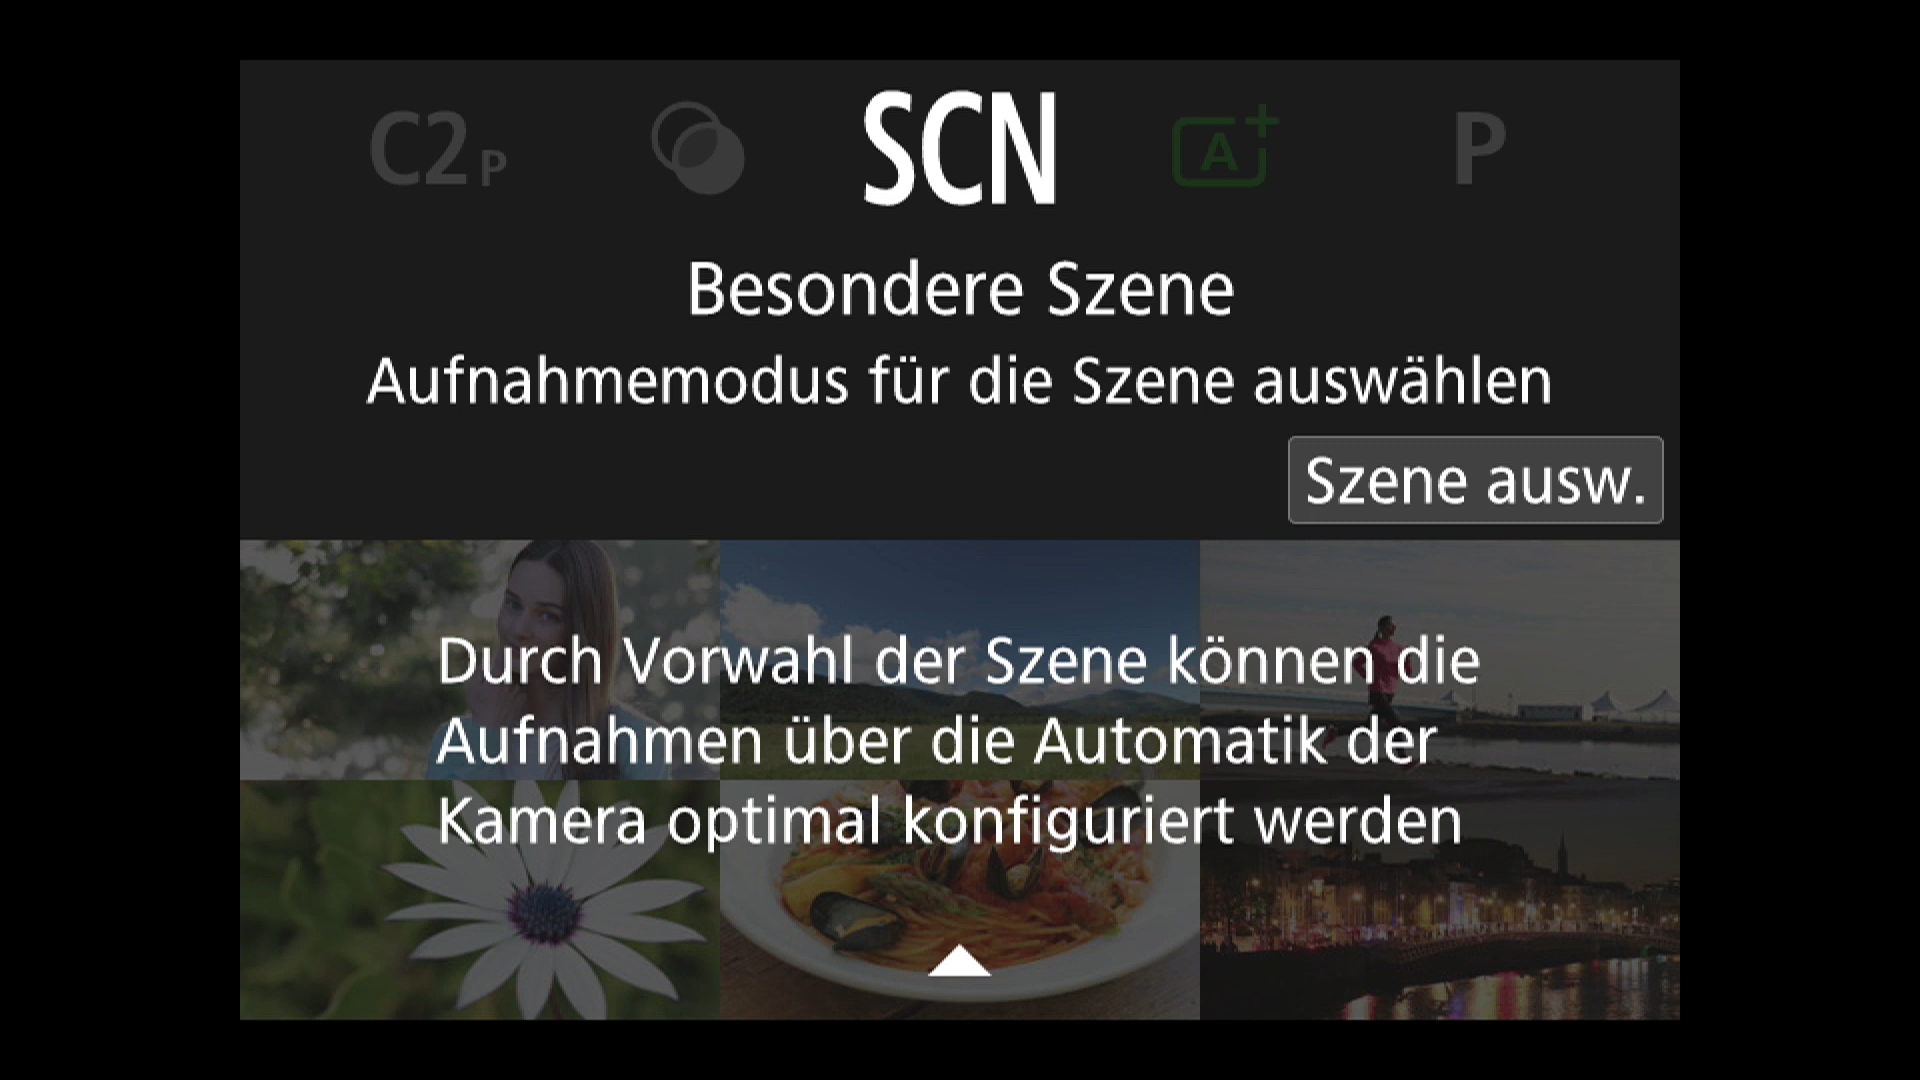 C2P SCN A+ P
Besondere Szene
Aufnahmemodus für die Szene auswählen
Szene ausw.
Durch Vorwahl der Szene können die
Aufnahmen über die Automatik der
Kamera optimal konfiguriert werden